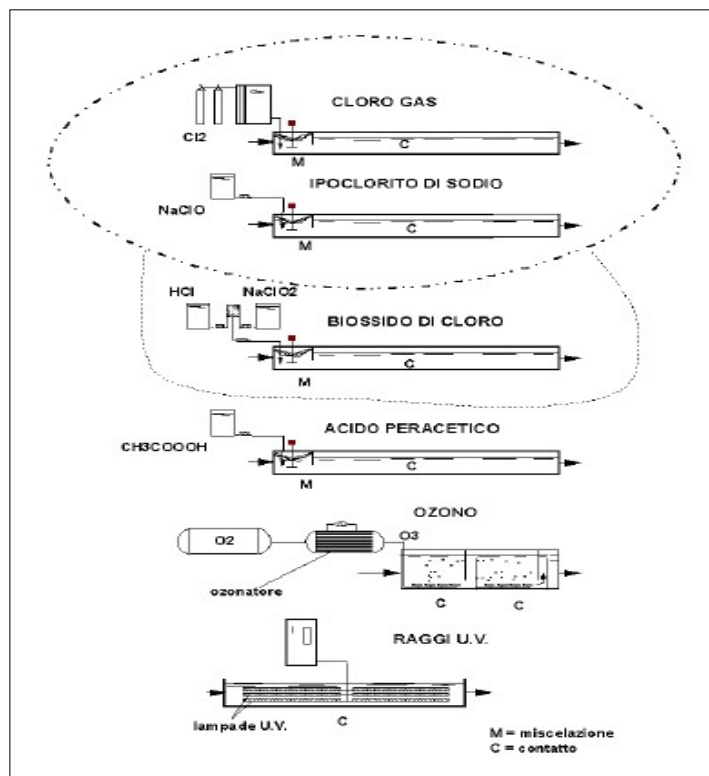 CLORO GAS
Cl2
C
M
IPOCLORITO DI SODIO
NaClO
C
M
HCl NaClO2
BIOSSIDO DI CLORO
C
M
ACIDO PERACETICO
CH3COOOH
C
M
OZONO
O2
O3
ozonatore
C C
RAGGI U.V.
lampade U.V.
C
M = miscelazione
C = contatto